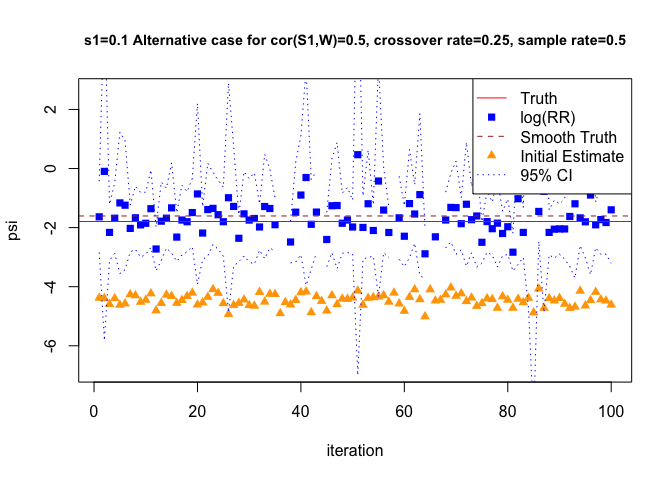 s1=0.1 Alternative case for cor(S1,W)=0.5, crossover rate=0.25, sample rate=0.5
Truth
log(RR)
Smooth Truth
Initial Estimate
95% CI
psi
2
0
-2
-4
-6
0 20 40 60 80 100
iteration